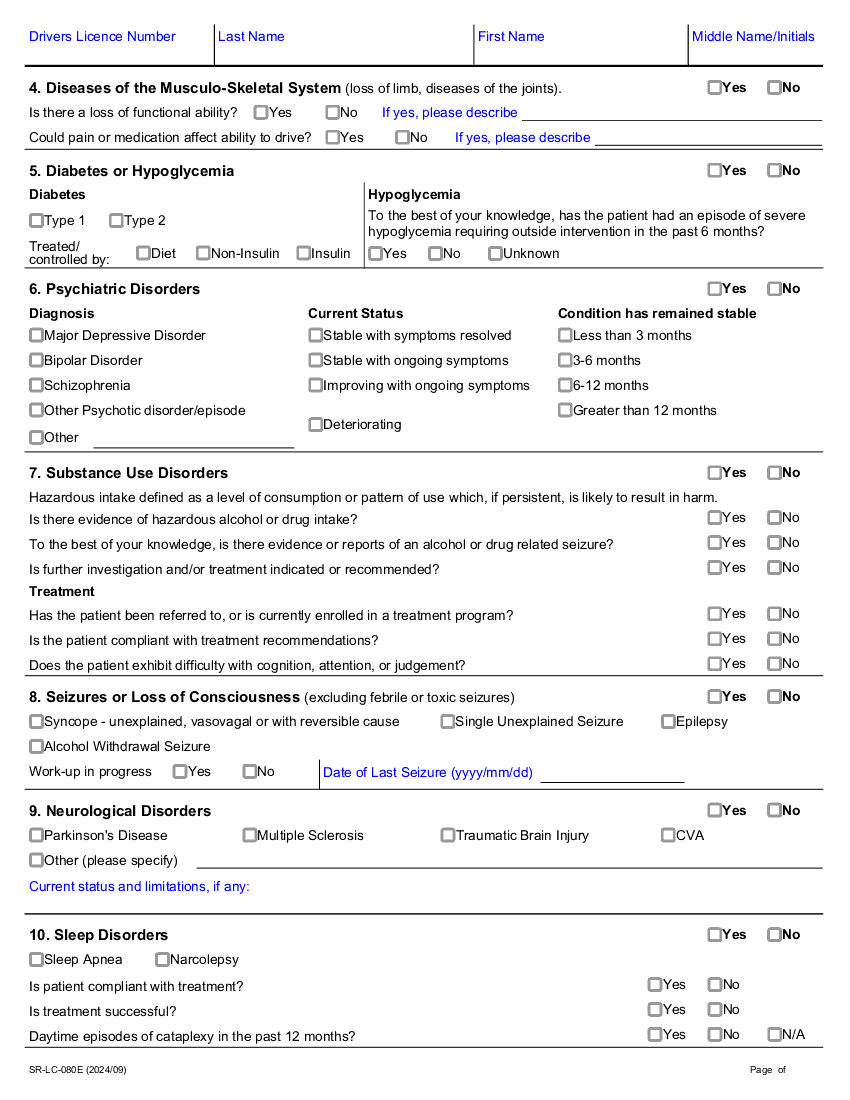 Drivers Licence Number Last Name First Name Middle Name/Initials
4. Diseases of the Musculo-Skeletal System (loss of limb, diseases of the joints). Yes No
Is there a loss of functional ability? Yes No If yes, please describe
Could pain or medication affect ability to drive? Yes No If yes, please describe
5. Diabetes or Hypoglycemia Yes No
Diabetes
Type 1 Type 2
Treated/
controlled by: Diet Non-Insulin Insulin
Hypoglycemia
To the best of your knowledge, has the patient had an episode of severe
hypoglycemia requiring outside intervention in the past 6 months?
Yes No Unknown
6. Psychiatric Disorders Yes No
Diagnosis
Major Depressive Disorder
Bipolar Disorder
Schizophrenia
Other Psychotic disorder/episode
Other
Current Status
Stable with symptoms resolved
Stable with ongoing symptoms
Improving with ongoing symptoms
Deteriorating
Condition has remained stable
Less than 3 months
3-6 months
6-12 months
Greater than 12 months
7. Substance Use Disorders Yes No
Hazardous intake defined as a level of consumption or pattern of use which, if persistent, is likely to result in harm.
Is there evidence of hazardous alcohol or drug intake? Yes No
To the best of your knowledge, is there evidence or reports of an alcohol or drug related seizure? Yes No
Is further investigation and/or treatment indicated or recommended? Yes No
Treatment
Has the patient been referred to, or is currently enrolled in a treatment program? Yes No
Is the patient compliant with treatment recommendations? Yes No
Does the patient exhibit difficulty with cognition, attention, or judgement? Yes No
8. Seizures or Loss of Consciousness (excluding febrile or toxic seizures) Yes No
Syncope - unexplained, vasovagal or with reversible cause Single Unexplained Seizure Epilepsy
Alcohol Withdrawal Seizure
Work-up in progress Yes No Date of Last Seizure (yyyy/mm/dd)
9. Neurological Disorders Yes No
Parkinson's Disease Multiple Sclerosis Traumatic Brain Injury CVA
Other (please specify)
Current status and limitations, if any:
10. Sleep Disorders Yes No
Sleep Apnea Narcolepsy
Is patient compliant with treatment? Yes No
Is treatment successful? Yes No
Daytime episodes of cataplexy in the past 12 months? Yes No N/A
SR-LC-080E (2024/09) Page of